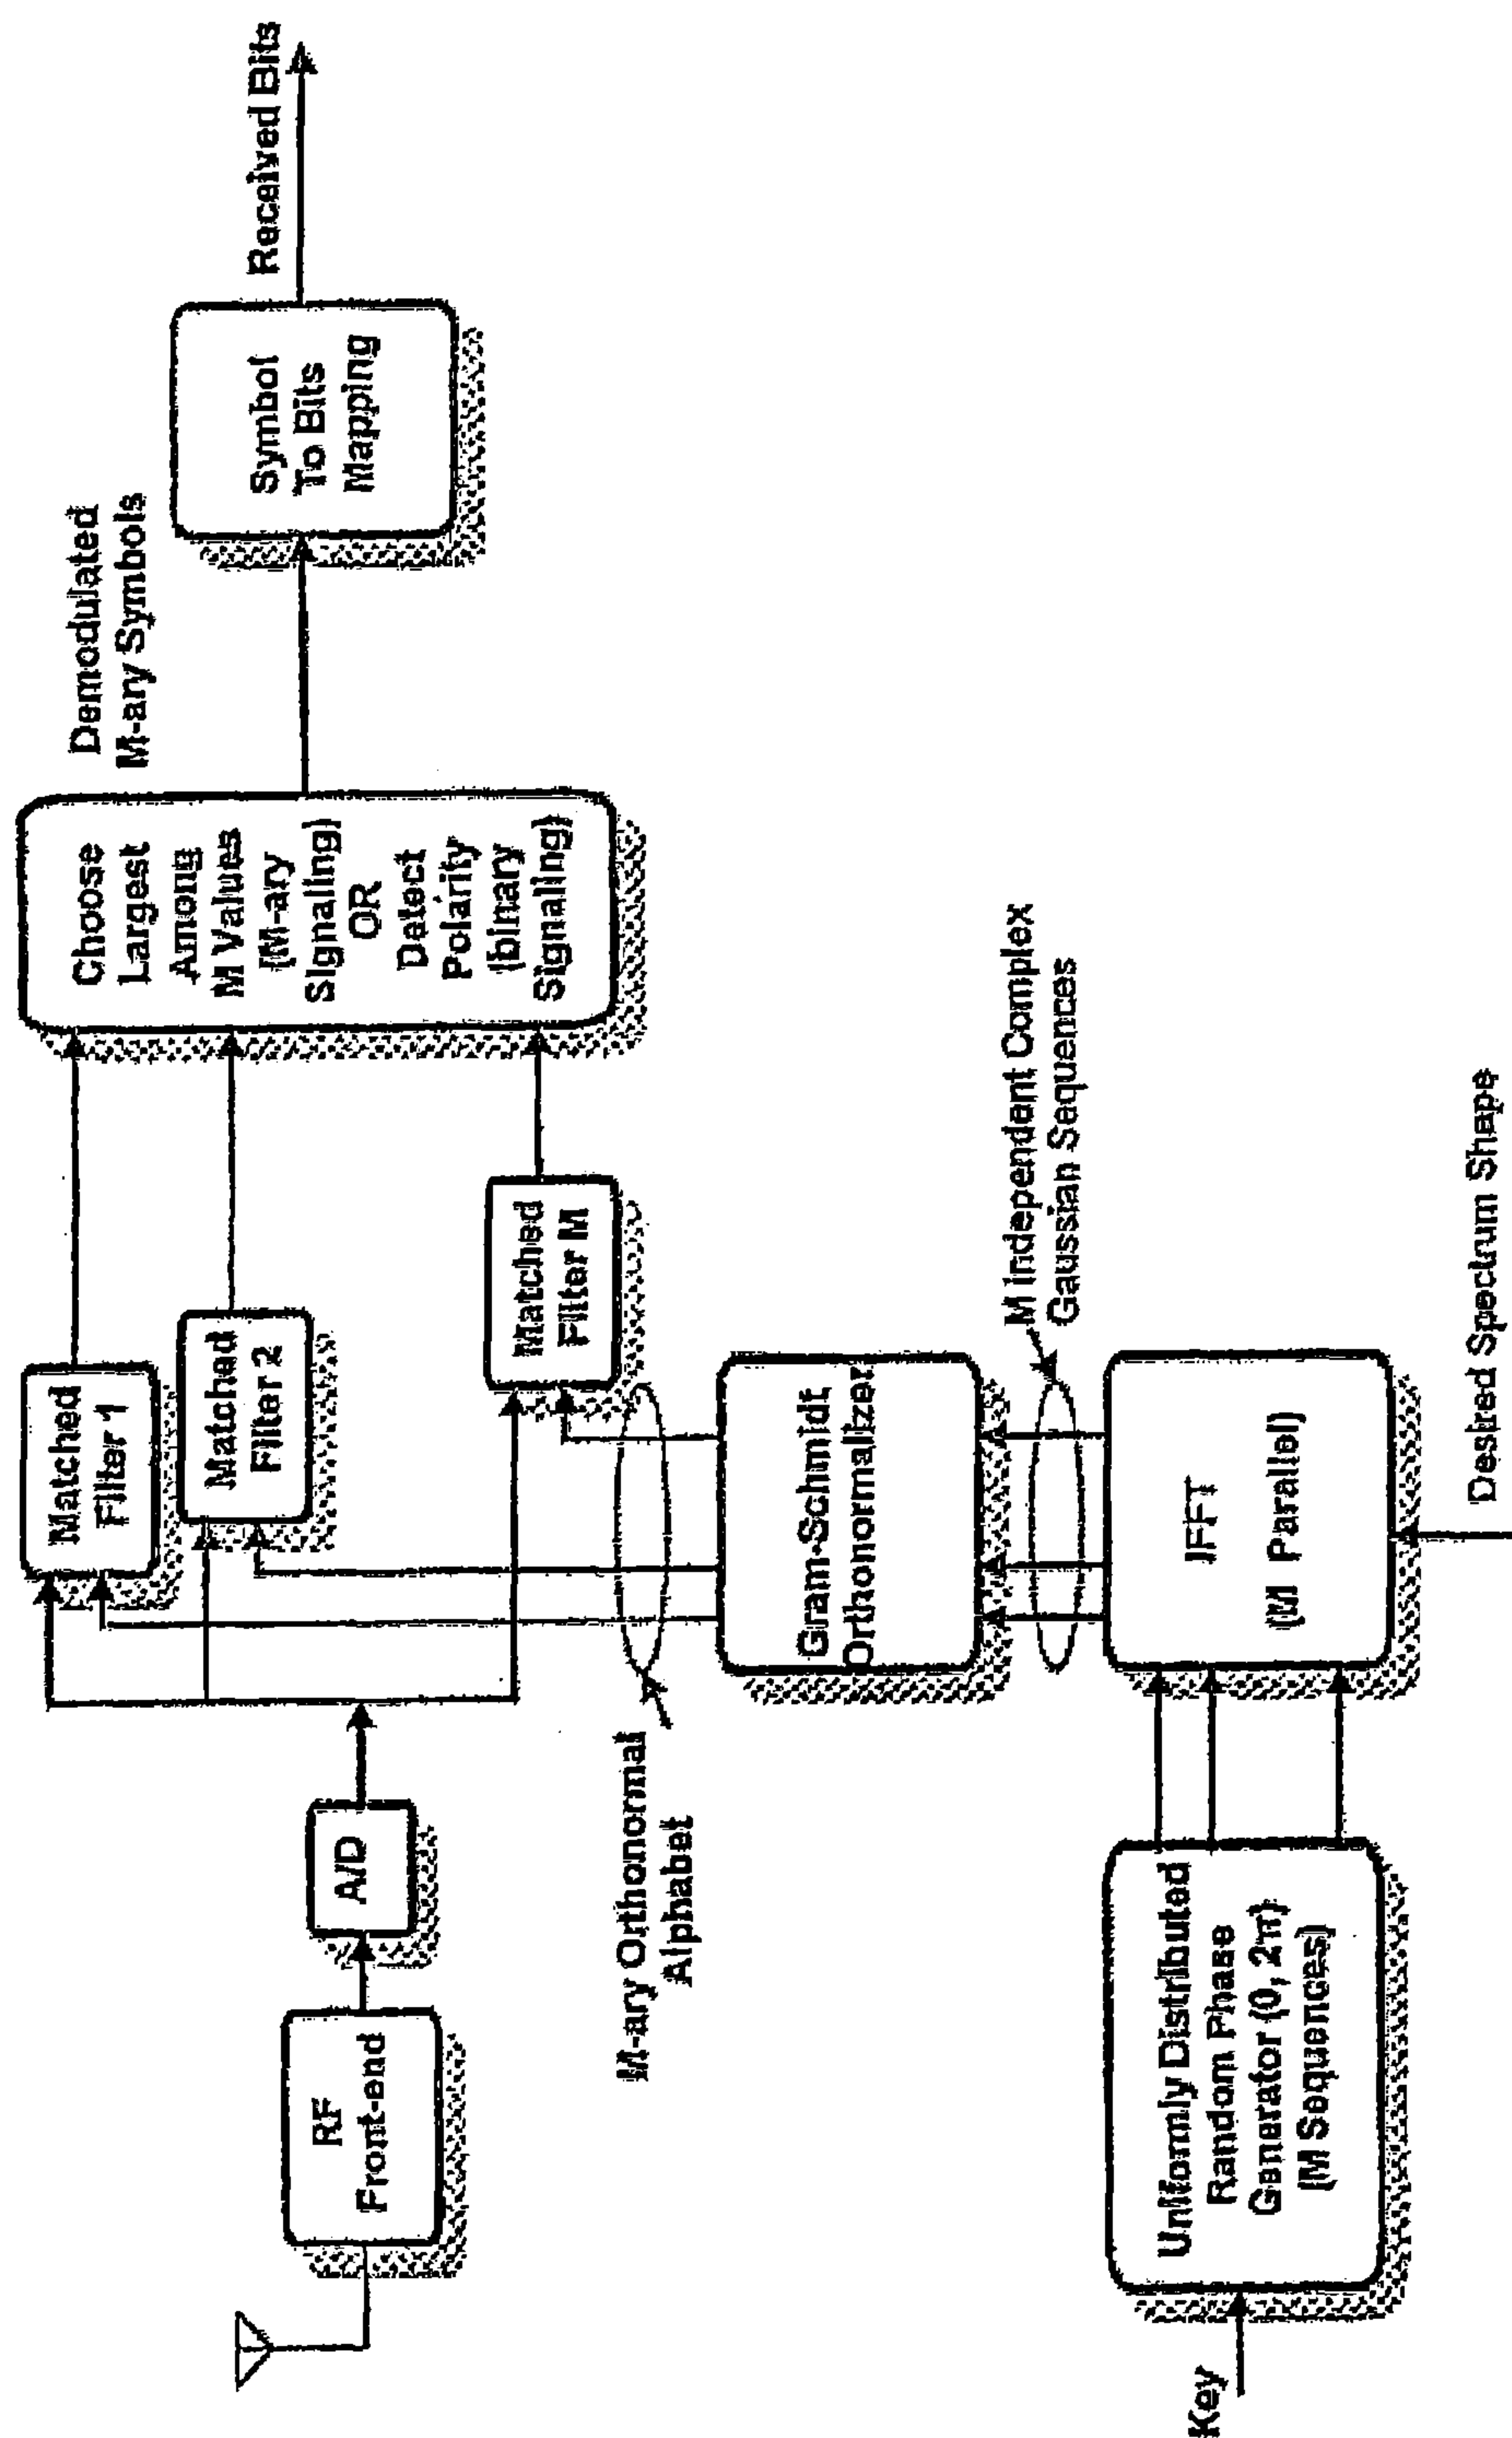 RF
Front-end
A/D
Matched
Filter 1
Matched
Filter 2
Matched
Filter M
Choose
Largest
Among
M Values
(M-ary
Signaling)
OR
Detect
Polarity
(binary
Signaling)
Demodulated
M-ary Symbols
Symbol
To Bits
Mapping
Received Bits
M-ary Orthonormal
Alphabet
Gram-Schmidt
Orthonormalizer
M Independent Complex
Gaussian Sequences
Key
Uniformly Distributed
Random Phase
Generator (0, 2π)
(M Sequences)
IFFT
(M Parallel)
Desired Spectrum Shape